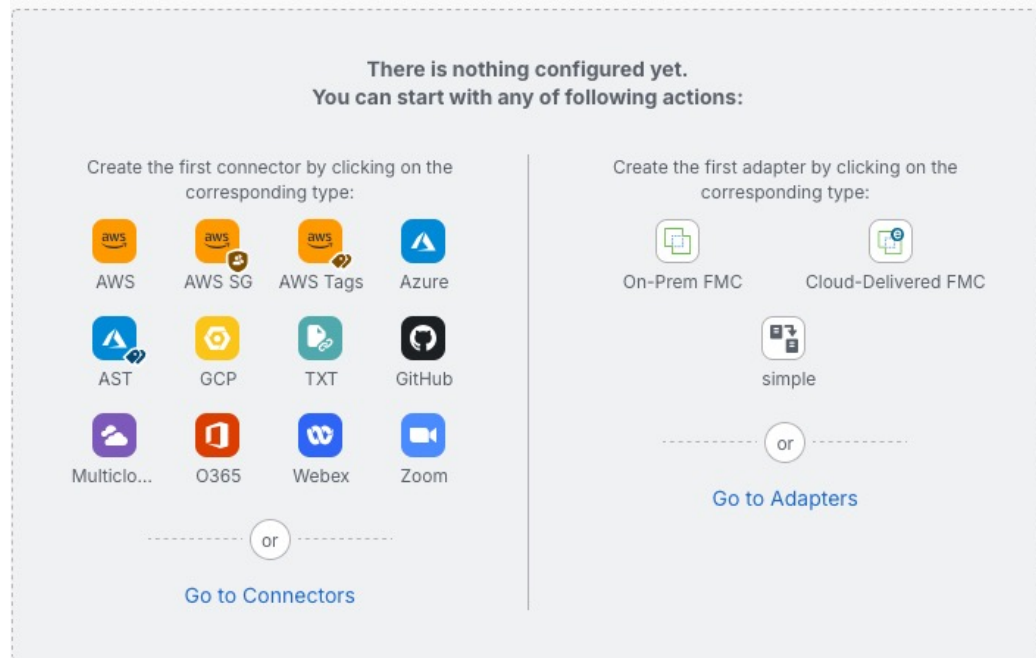 There is nothing configured yet.
You can start with any of following actions:
Create the first connector by clicking on the
corresponding type:
aws
AWS
aws
AWS SG
aws
AWS Tags
Azure
AST
GCP
TXT
GitHub
Multiclo...
O365
Webex
Zoom
or
Go to Connectors
Create the first adapter by clicking on the
corresponding type:
On-Prem FMC
e
Cloud-Delivered FMC
simple
or
Go to Adapters